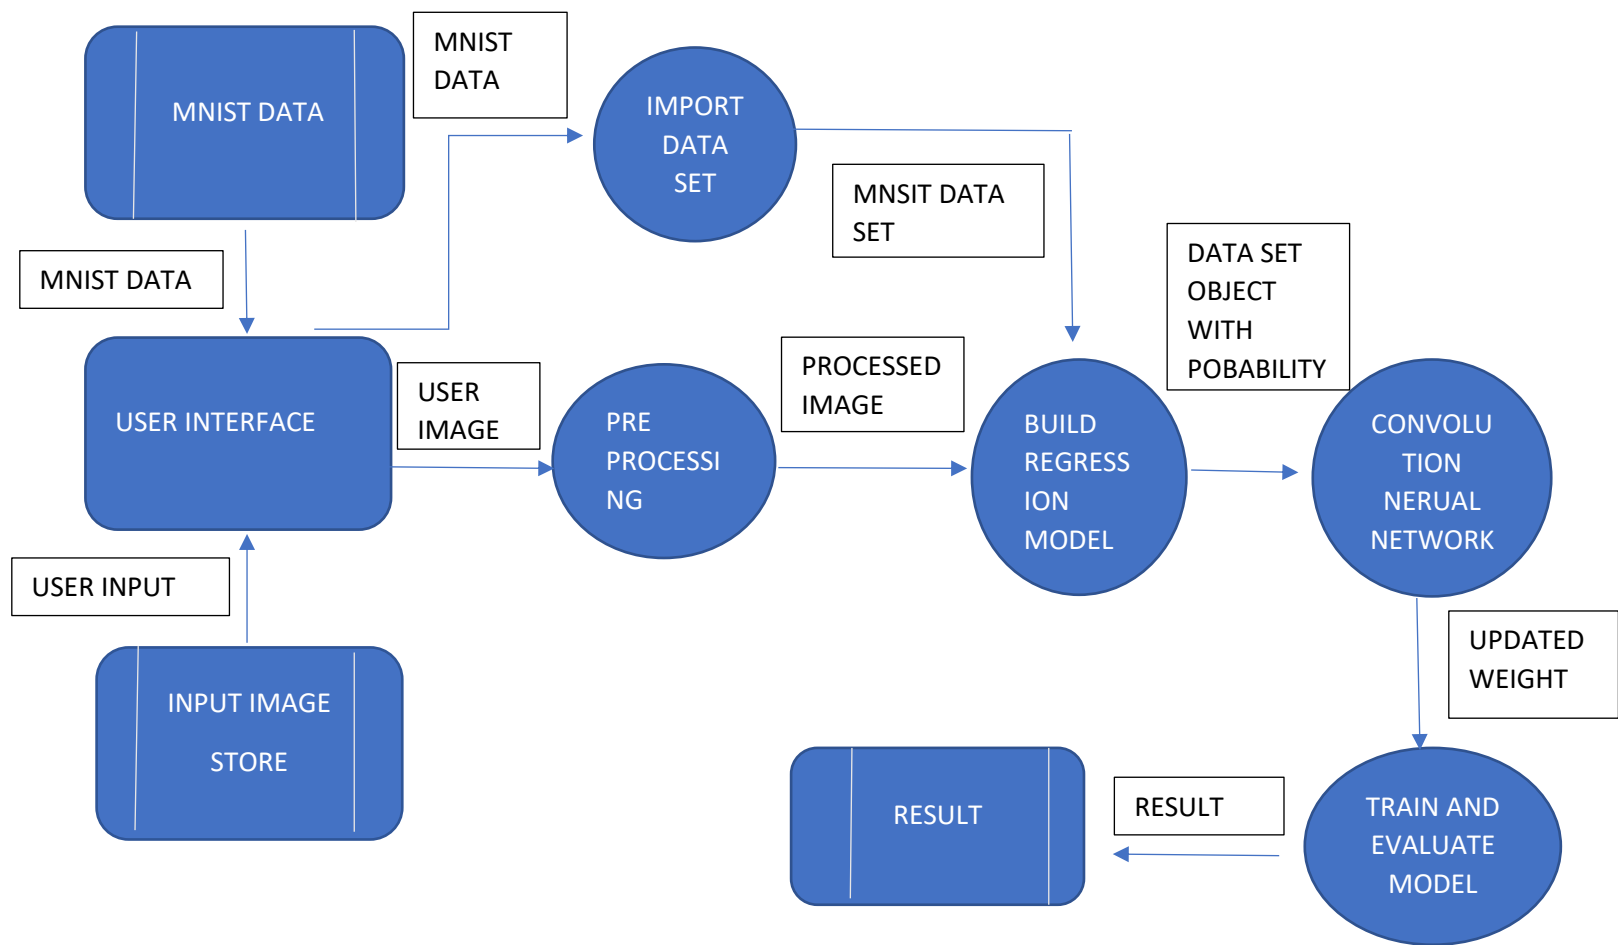 MNIST DATA
MNIST
DATA
IMPORT
DATA
SET
MNSIT DATA
SET
MNIST DATA
DATA SET
OBJECT
WITH
POBABILITY
USER INTERFACE
USER
IMAGE
PRE
PROCESSI
NG
PROCESSED
IMAGE
BUILD
REGRESS
ION
MODEL
CONVOLU
TION
NERUAL
NETWORK
USER INPUT
UPDATED
WEIGHT
INPUT IMAGE
STORE
RESULT
RESULT
TRAIN AND
EVALUATE
MODEL